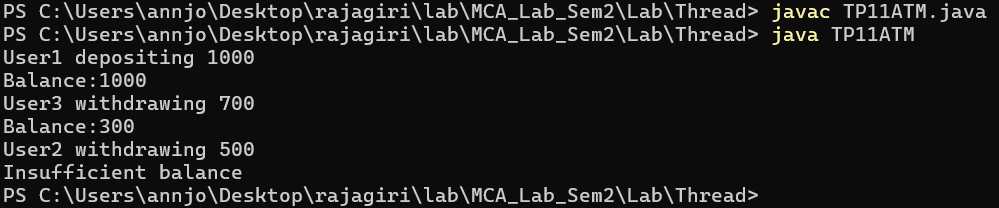 PS C:\Users\annjo\Desktop\rajagiri\lab\MCA_Lab_Sem2\Lab\Thread> javac TP11ATM.java
PS C:\Users\annjo\Desktop\rajagiri\lab\MCA_Lab_Sem2\Lab\Thread> java TP11ATM
User1 depositing 1000
Balance:1000
User3 withdrawing 700
Balance:300
User2 withdrawing 500
Insufficient balance
PS C:\Users\annjo\Desktop\rajagiri\lab\MCA_Lab_Sem2\Lab\Thread>